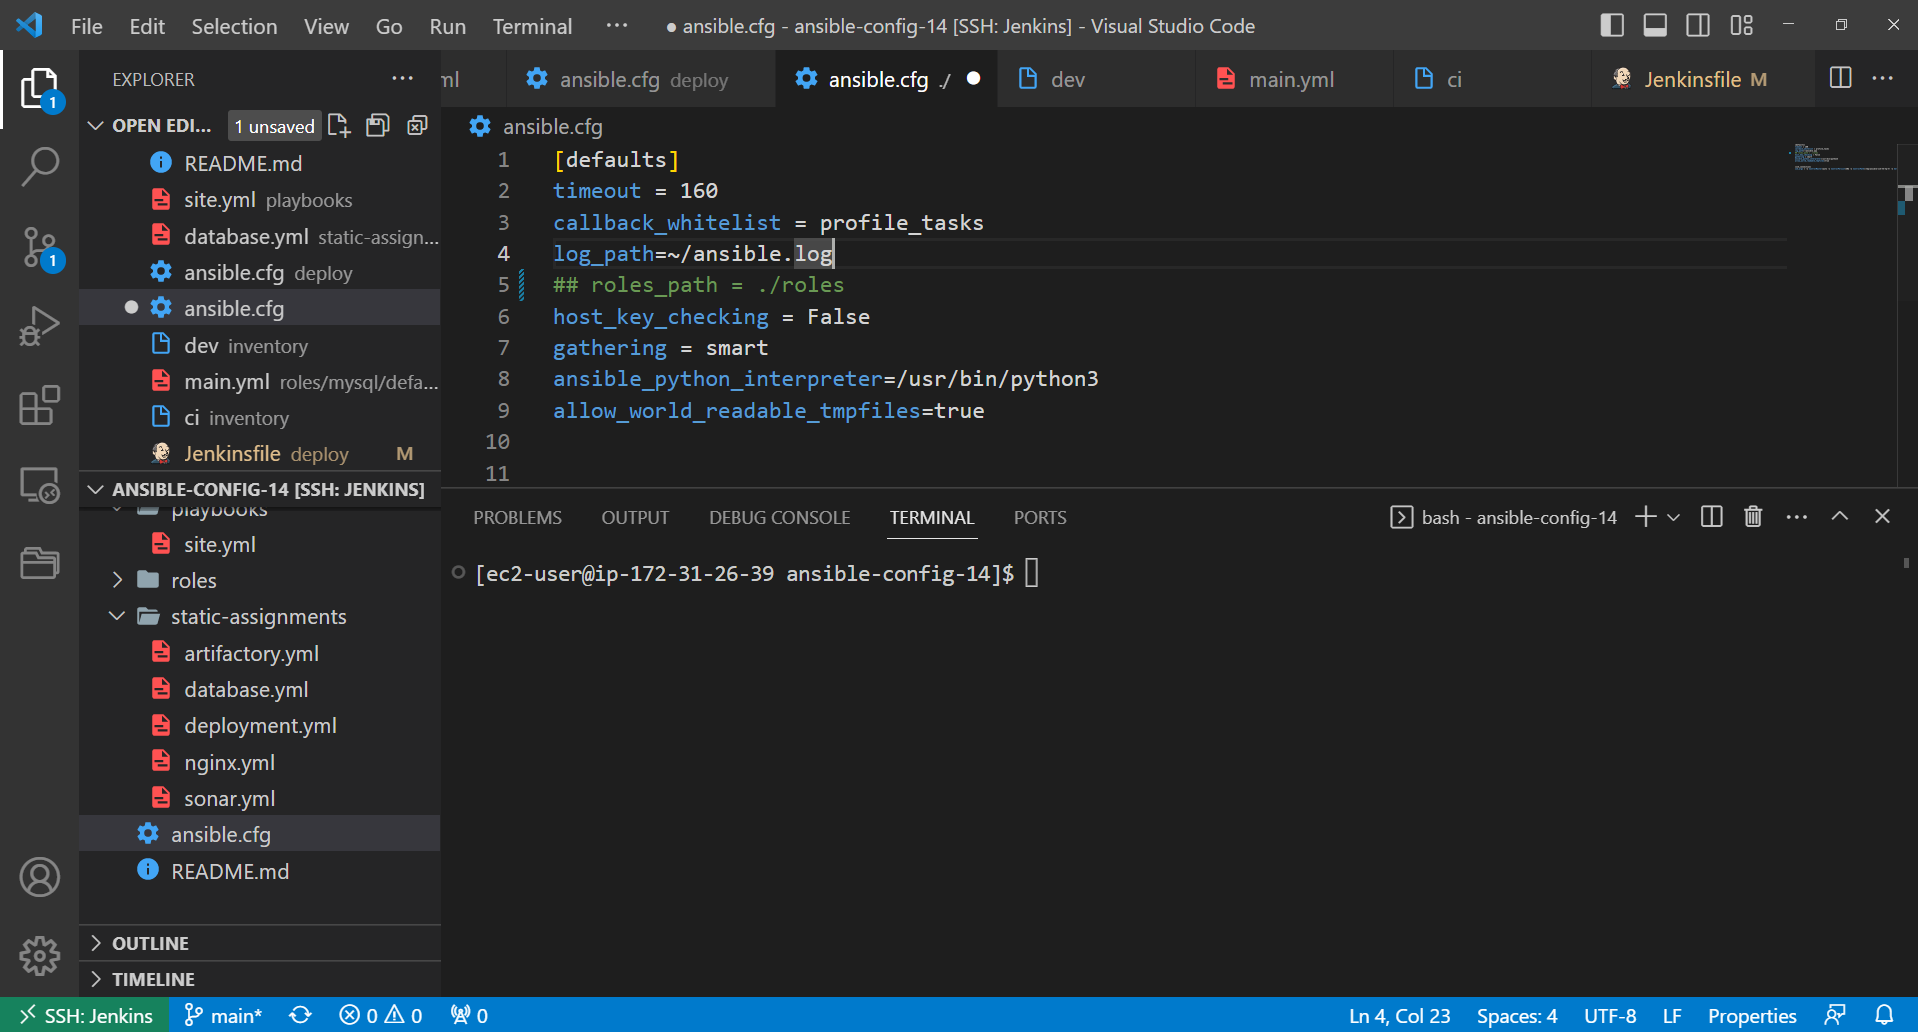 File Edit Selection View Go Run Terminal ··· ● ansible.cfg - ansible-config-14 [SSH: Jenkins] - Visual Studio Code
EXPLORER ···
ml ansible.cfg deploy ansible.cfg ./ ● dev main.yml ci Jenkinsfile M ···
1
OPEN EDI... 1 unsaved
README.md
site.yml playbooks
database.yml static-assign...
ansible.cfg deploy
ansible.cfg
dev inventory
main.yml roles/mysql/defa...
ci inventory
Jenkinsfile deploy M
1
ANSIBLE-CONFIG-14 [SSH: JENKINS]
playbooks
site.yml
roles
static-assignments
artifactory.yml
database.yml
deployment.yml
nginx.yml
sonar.yml
ansible.cfg
README.md
OUTLINE
TIMELINE
ansible.cfg
1 [defaults]
2 timeout = 160
3 callback_whitelist = profile_tasks
4 log_path=~/ansible.log
5 ## roles_path = ./roles
6 host_key_checking = False
7 gathering = smart
8 ansible_python_interpreter=/usr/bin/python3
9 allow_world_readable_tmpfiles=true
10
11
PROBLEMS OUTPUT DEBUG CONSOLE TERMINAL PORTS bash - ansible-config-14 ···
[ec2-user@ip-172-31-26-39 ansible-config-14]$
SSH: Jenkins main* 0 0 0 Ln 4, Col 23 Spaces: 4 UTF-8 LF Properties